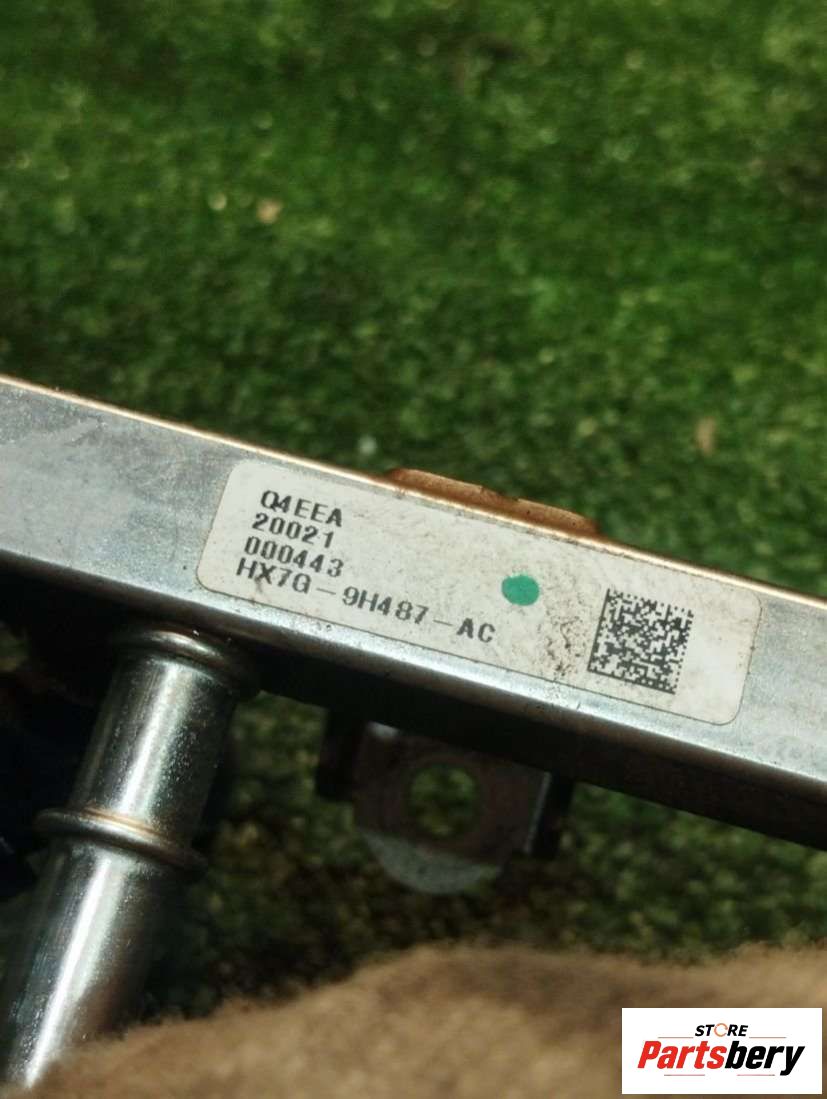 Q4EEA
20021
000443
HX7G-9H487-AC
STORE
Partsbery